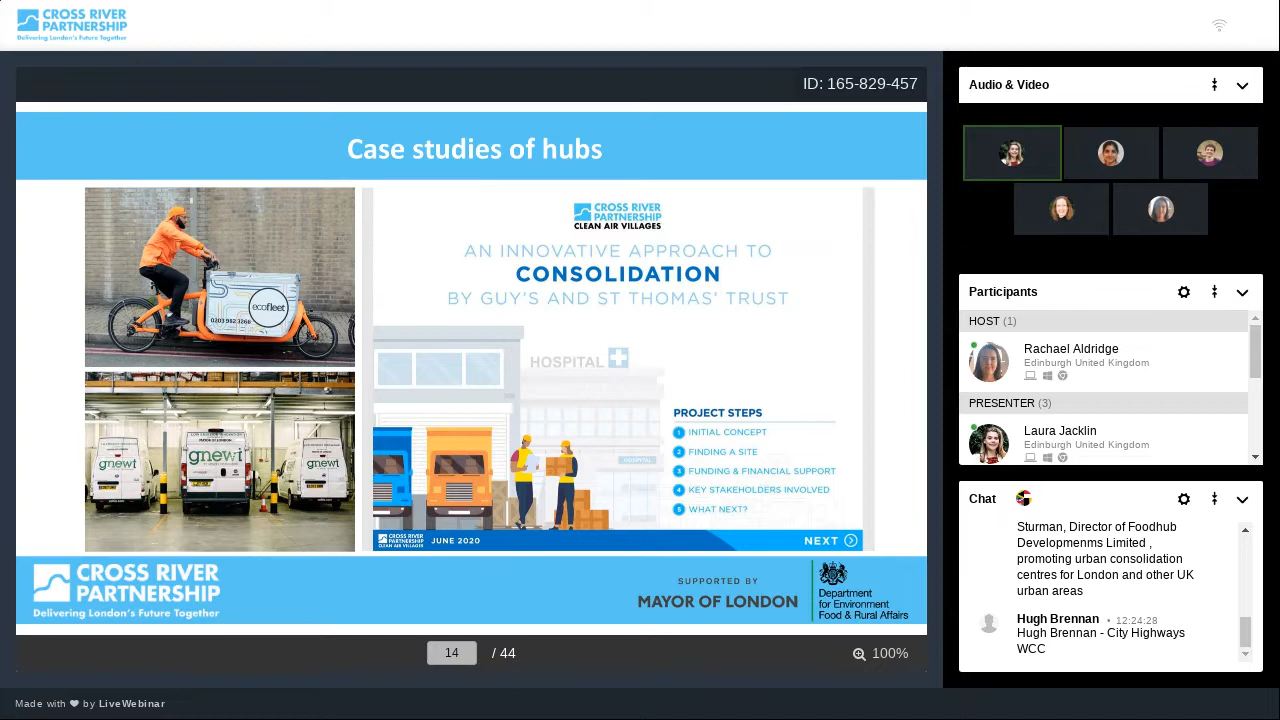 CROSS RIVER
PARTNERSHIP
Delivering London's Future Together
ID: 165-829-457
Case studies of hubs
ecofleet
0203 982 3268
gnewt
gnewt
gnewt
CROSS RIVER
PARTNERSHIP
CLEAN AIR VILLAGES
AN INNOVATIVE APPROACH TO
CONSOLIDATION
BY GUY'S AND ST THOMAS' TRUST
HOSPITAL
HOSPITAL
PROJECT STEPS
1 INITIAL CONCEPT
2 FINDING A SITE
3 FUNDING & FINANCIAL SUPPORT
4 KEY STAKEHOLDERS INVOLVED
5 WHAT NEXT?
CROSS RIVER
PARTNERSHIP
CLEAN AIR VILLAGES
JUNE 2020
NEXT
CROSS RIVER
PARTNERSHIP
Delivering London's Future Together
SUPPORTED BY
MAYOR OF LONDON
Department
for Environment
Food & Rural Affairs
14 / 44
100%
Audio & Video
Participants
HOST (1)
Rachael Aldridge
Edinburgh United Kingdom
PRESENTER (3)
Laura Jacklin
Edinburgh United Kingdom
Chat
Sturman, Director of Foodhub
Developmenms Limited ,
promoting urban consolidation
centres for London and other UK
urban areas
Hugh Brennan • 12:24:28
Hugh Brennan - City Highways
WCC
Made with ❤ by LiveWebinar